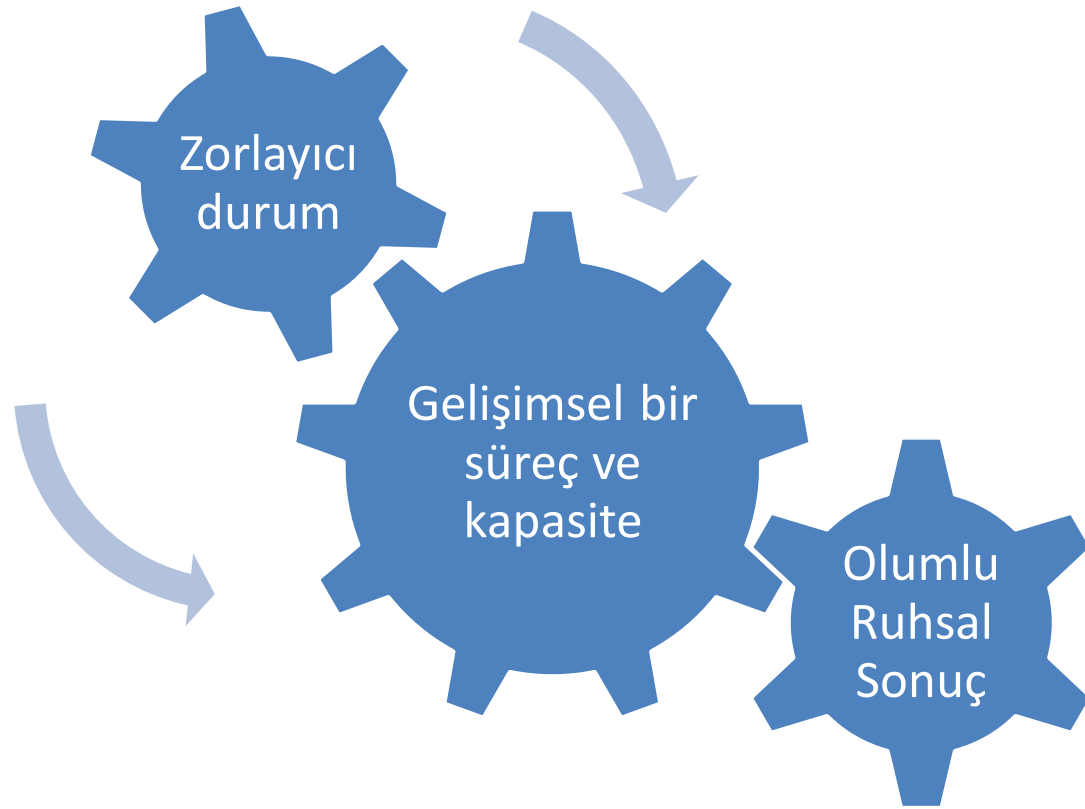 Zorlayıcı
durum
Gelişimsel bir
süreç ve
kapasite
Olumlu
Ruhsal
Sonuç